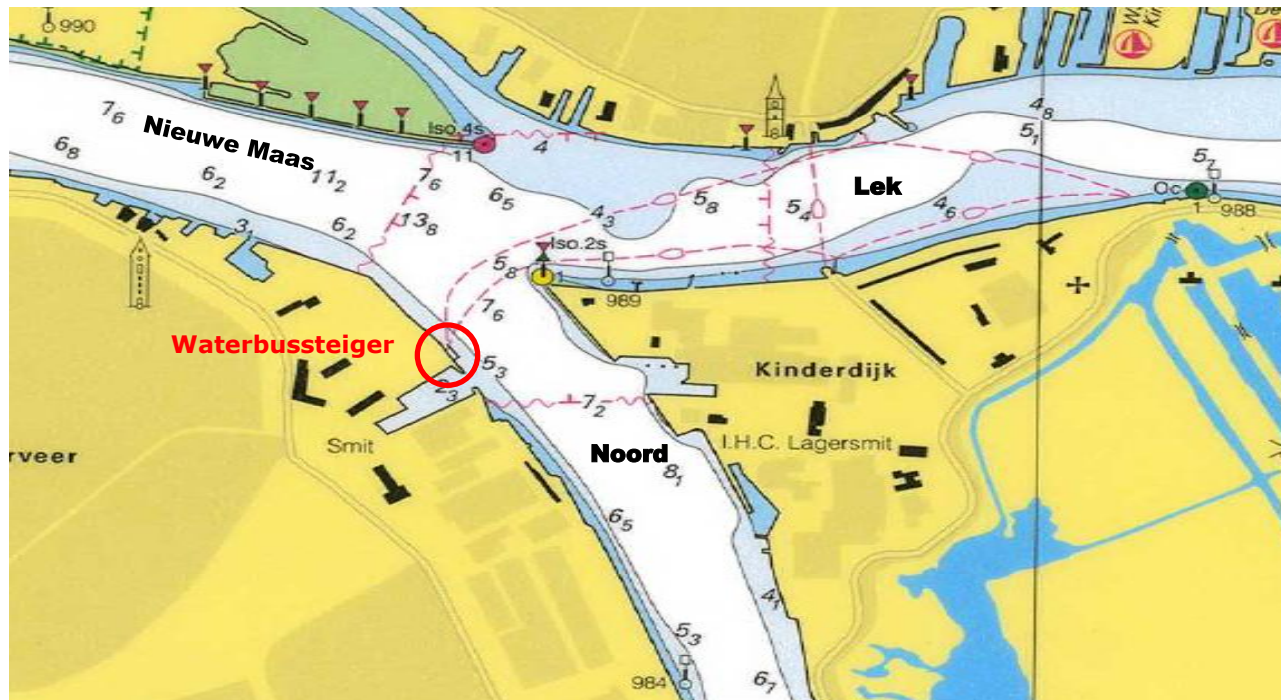 990
W
Ki
De
7₆
Nieuwe Maas
Iso.4s
11
4
4₈
5₁
6₈
6₂
11₂
7₆
6₅
5₈
Lek
5₇
Oc
1
988
3₁
6₂
13₈
4₃
5₄
4₆
Iso.2s
5₈
1
989
7₆
Waterbussteiger
5₃
2₃
Kinderdijk
7₂
Smit
I.H.C. Lagersmit
rveer
Noord
8₁
6₅
4₁
5₃
984
6₇